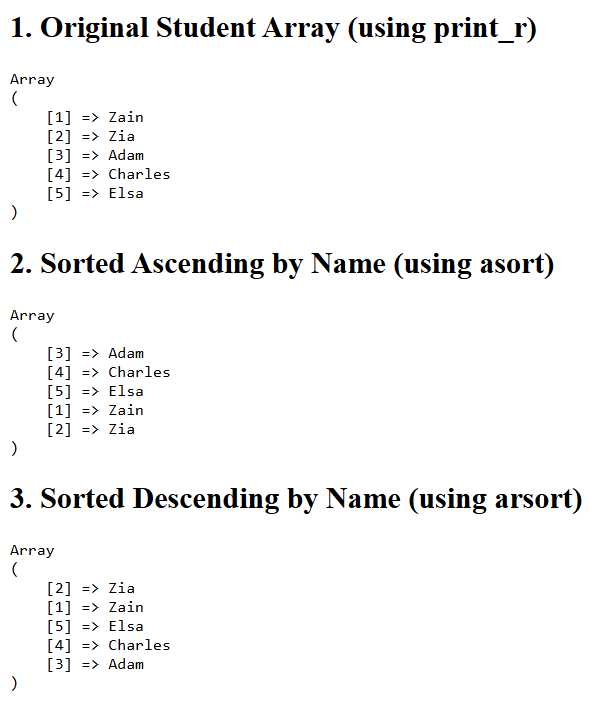 1. Original Student Array (using print_r)
Array
(
    [1] => Zain
    [2] => Zia
    [3] => Adam
    [4] => Charles
    [5] => Elsa
)
2. Sorted Ascending by Name (using asort)
Array
(
    [3] => Adam
    [4] => Charles
    [5] => Elsa
    [1] => Zain
    [2] => Zia
)
3. Sorted Descending by Name (using arsort)
Array
(
    [2] => Zia
    [1] => Zain
    [5] => Elsa
    [4] => Charles
    [3] => Adam
)